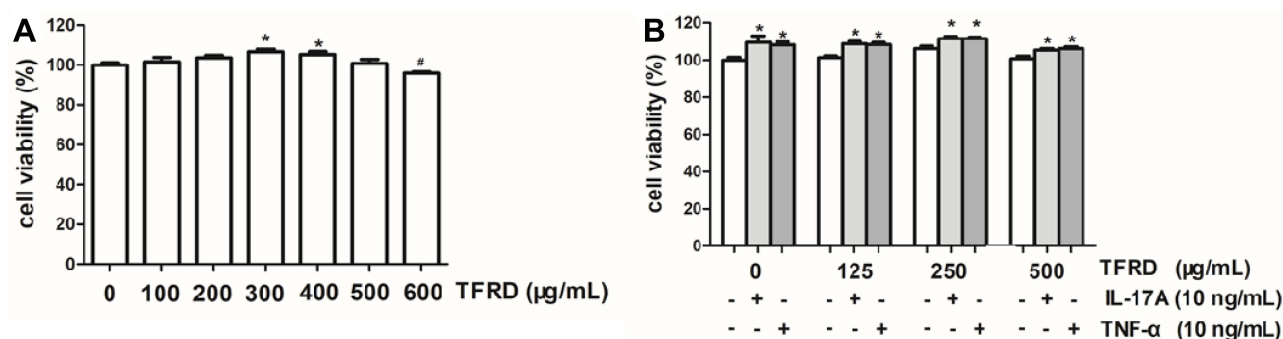 A
cell viability (%)
120
100
80
60
40
20
0
* * #
0 100 200 300 400 500 600 TFRD (µg/mL)
B
cell viability (%)
120
100
80
60
40
20
0
* * * * * * * *
0 125 250 500 TFRD (µg/mL)
- + - - + - - + - - + - IL-17A (10 ng/mL)
- - + - - + - - + - - + TNF-α (10 ng/mL)